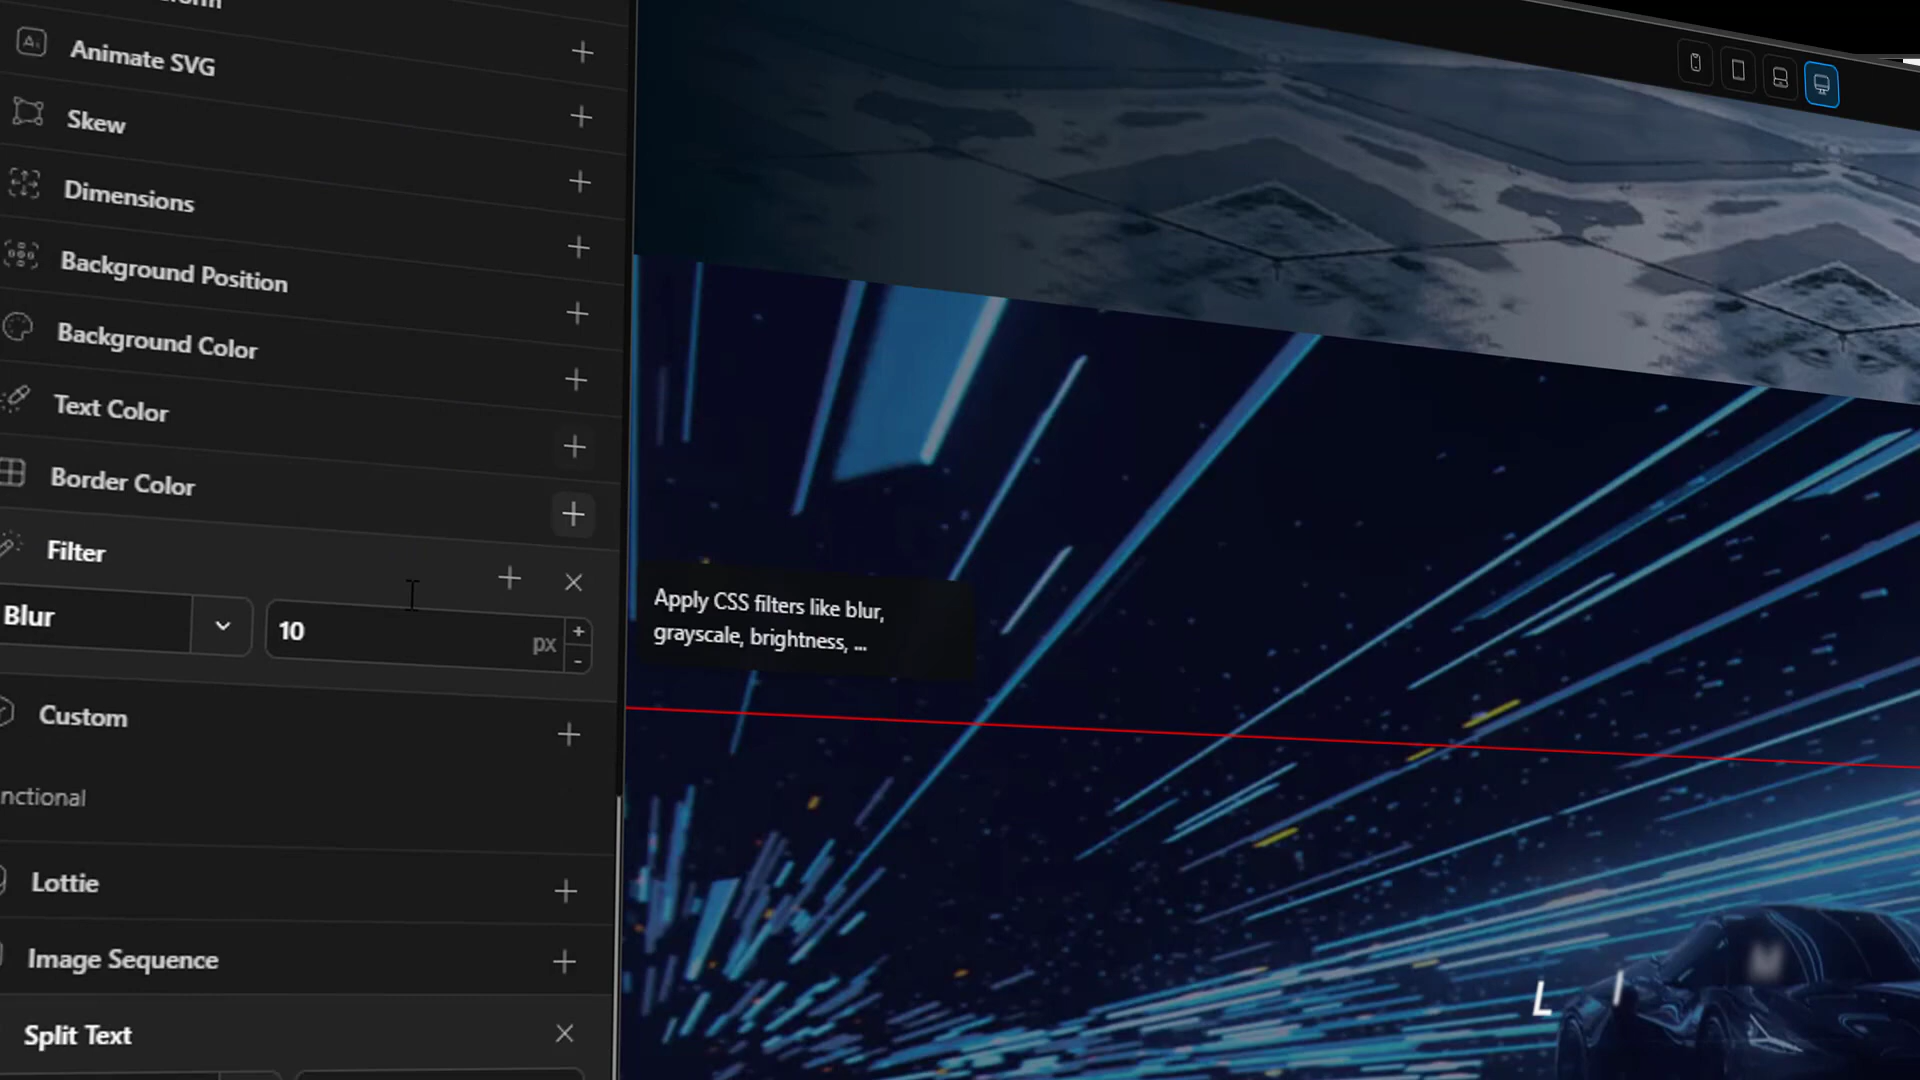 Animate SVG
Skew
Dimensions
Background Position
Background Color
Text Color
Border Color
Filter
Blur
10
px
Apply CSS filters like blur,
grayscale, brightness, ...
Custom
nctional
Lottie
Image Sequence
Split Text
L I M